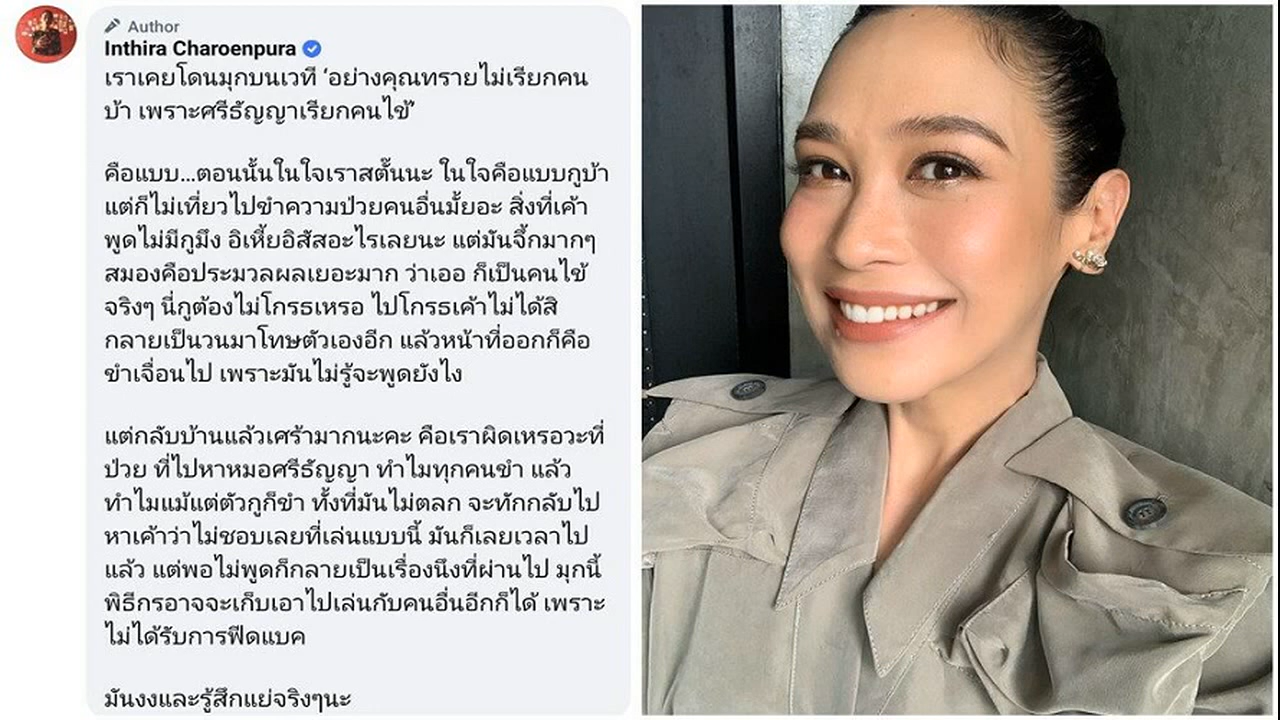 Author
Inthira Charoenpura
เราเคยโดนมุกบนเวที ‘อย่างคุณทรายไม่เรียกคน
บ้า เพราะศรีธัญญาเรียกคนไข้’
คือแบบ...ตอนนั้นในใจเราสตั้นนะ ในใจคือแบบกูบ้า
แต่ก็ไม่เที่ยวไปขำความป่วยคนอื่นมั้ยอะ สิ่งที่เค้า
พูดไม่มีกูมึง อิเหี้ยอิสัสอะไรเลยนะ แต่มันจึ้กมากๆ
สมองคือประมวลผลเยอะมาก ว่าเออ ก็เป็นคนไข้
จริงๆ นี่กูต้องไม่โกรธเหรอ ไปโกรธเค้าไม่ได้สิ
กลายเป็นวนมาโทษตัวเองอีก แล้วหน้าที่ออกก็คือ
ขำเจื่อนไป เพราะมันไม่รู้จะพูดยังไง
แต่กลับบ้านแล้วเศร้ามากนะคะ คือเราผิดเหรอวะที่
ป่วย ที่ไปหาหมอศรีธัญญา ทำไมทุกคนขำ แล้ว
ทำไมแม้แต่ตัวกูก็ขำ ทั้งที่มันไม่ตลก จะทักกลับไป
หาเค้าว่าไม่ชอบเลยที่เล่นแบบนี้ มันก็เลยเวลาไป
แล้ว แต่พอไม่พูดก็กลายเป็นเรื่องนึงที่ผ่านไป มุกนี้
พิธีกรอาจจะเก็บเอาไปเล่นกับคนอื่นอีกก็ได้ เพราะ
ไม่ได้รับการฟีดแบค
มันงงและรู้สึกแย่จริงๆนะ